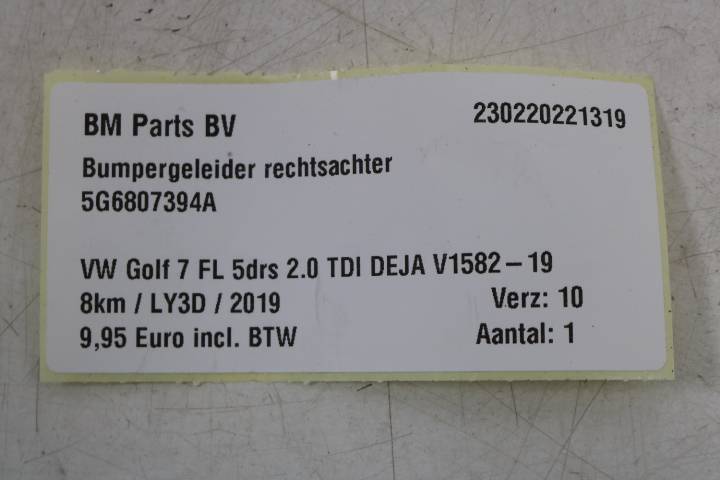 BM Parts BV 230220221319
Bumpergeleider rechtsachter
5G6807394A
VW Golf 7 FL 5drs 2.0 TDI DEJA V1582-19
8km / LY3D / 2019 Verz: 10
9,95 Euro incl. BTW Aantal: 1